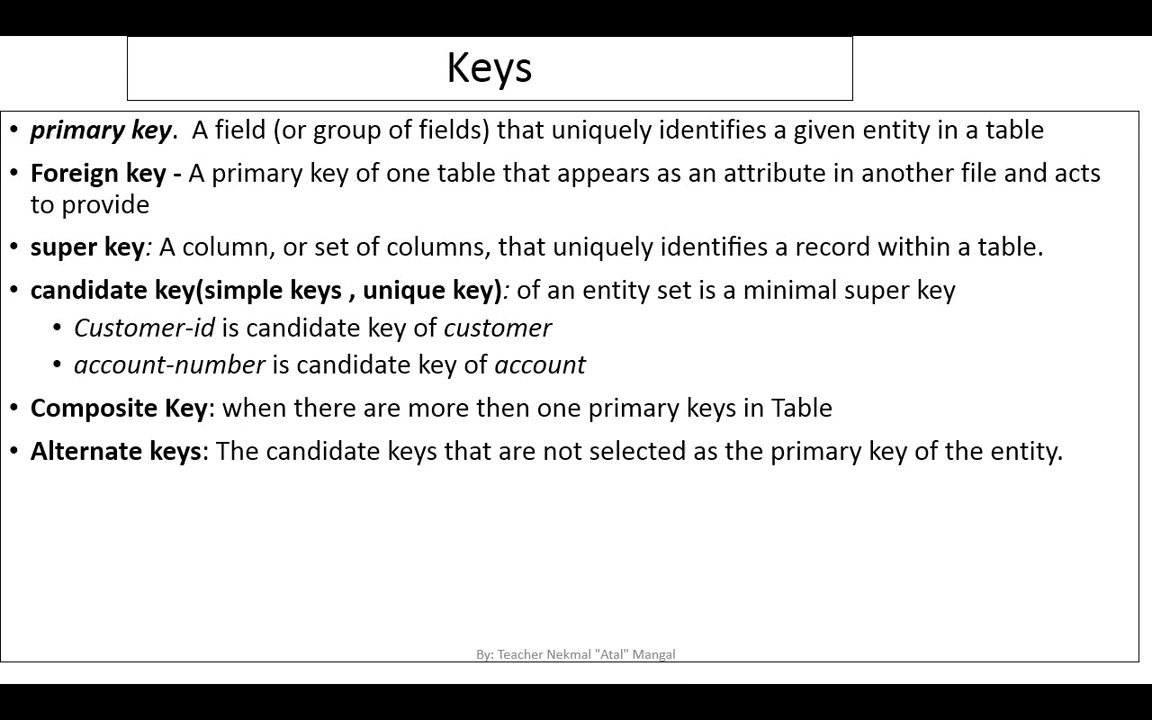 Keys
• primary key.  A field (or group of fields) that uniquely identifies a given entity in a table
• Foreign key - A primary key of one table that appears as an attribute in another file and acts
to provide
• super key: A column, or set of columns, that uniquely identifies a record within a table.
• candidate key(simple keys , unique key): of an entity set is a minimal super key
• Customer-id is candidate key of customer
• account-number is candidate key of account
• Composite Key: when there are more then one primary keys in Table
• Alternate keys: The candidate keys that are not selected as the primary key of the entity.
By: Teacher Nekmal "Atal" Mangal